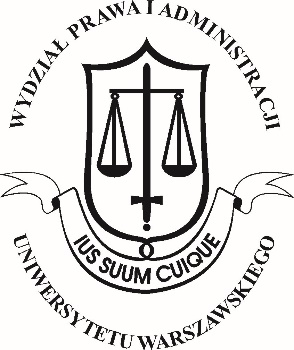 WYDZIAŁ PRAWA I ADMINISTRACJI
IUS SUUM CUIQUE
UNIWERSYTETU WARSZAWSKIEGO